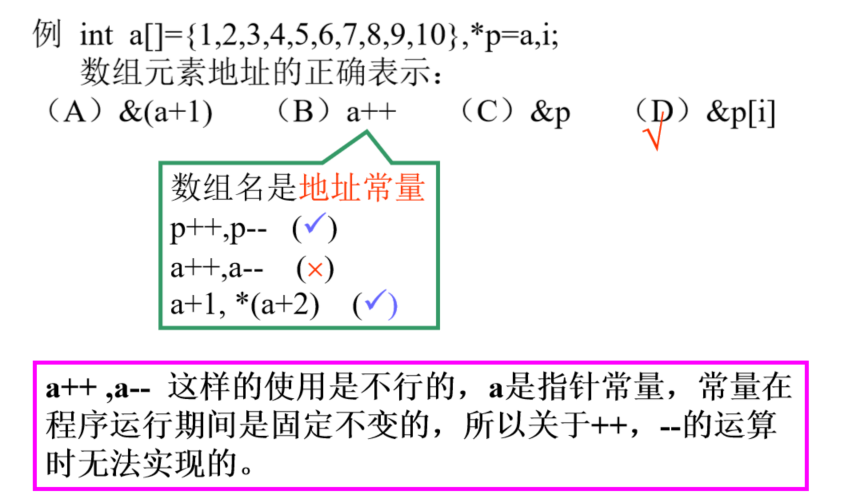 例 int a[]={1,2,3,4,5,6,7,8,9,10},*p=a,i;
数组元素地址的正确表示：
（A）&(a+1) （B）a++ （C）&p （D）&p[i]
√
数组名是地址常量
p++,p-- (✓)
a++,a-- (×)
a+1, *(a+2) (✓)
a++ ,a-- 这样的使用是不行的，a是指针常量，常量在
程序运行期间是固定不变的，所以关于++，--的运算
时无法实现的。